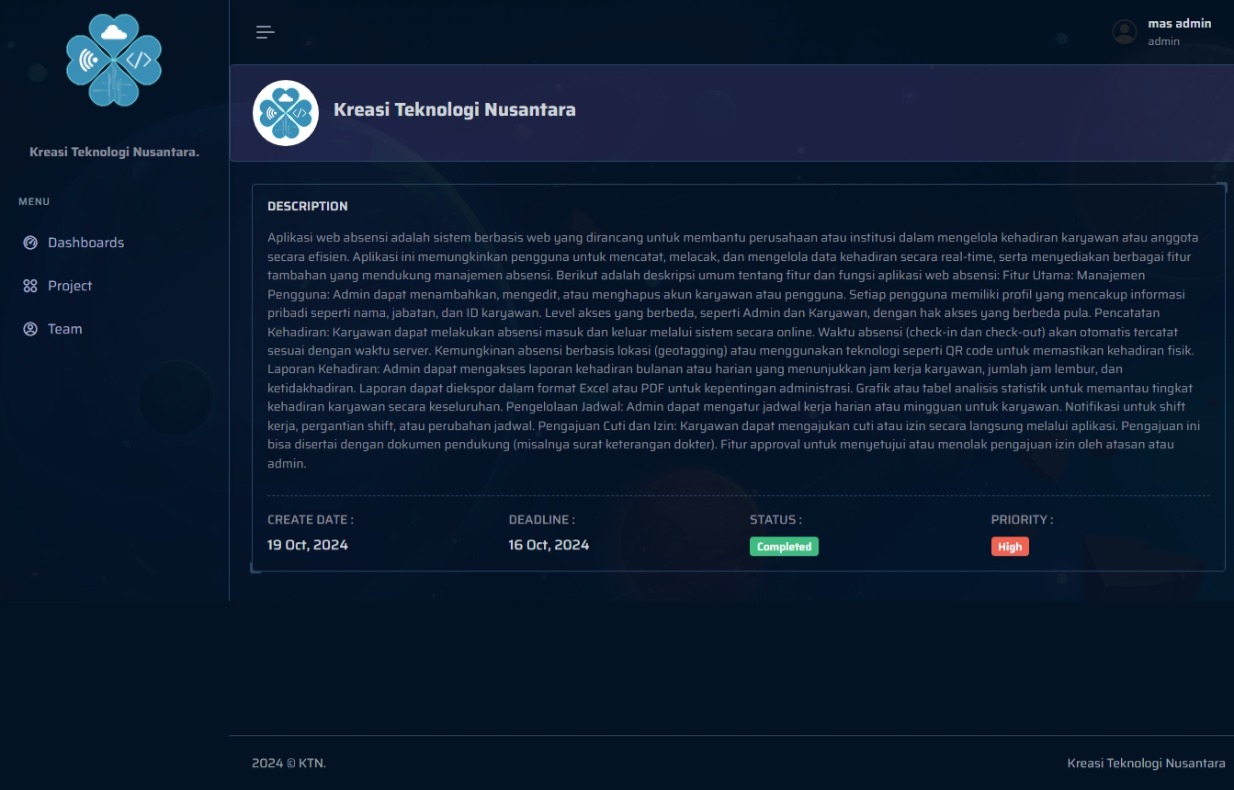 mas admin
admin
Kreasi Teknologi Nusantara
Kreasi Teknologi Nusantara.
MENU
Dashboards
Project
Team
DESCRIPTION
Aplikasi web absensi adalah sistem berbasis web yang dirancang untuk membantu perusahaan atau institusi dalam mengelola kehadiran karyawan atau anggota
secara efisien. Aplikasi ini memungkinkan pengguna untuk mencatat, melacak, dan mengelola data kehadiran secara real-time, serta menyediakan berbagai fitur
tambahan yang mendukung manajemen absensi. Berikut adalah deskripsi umum tentang fitur dan fungsi aplikasi web absensi: Fitur Utama: Manajemen
Pengguna: Admin dapat menambahkan, mengedit, atau menghapus akun karyawan atau pengguna. Setiap pengguna memiliki profil yang mencakup informasi
pribadi seperti nama, jabatan, dan ID karyawan. Level akses yang berbeda, seperti Admin dan Karyawan, dengan hak akses yang berbeda pula. Pencatatan
Kehadiran: Karyawan dapat melakukan absensi masuk dan keluar melalui sistem secara online. Waktu absensi (check-in dan check-out) akan otomatis tercatat
sesuai dengan waktu server. Kemungkinan absensi berbasis lokasi (geotagging) atau menggunakan teknologi seperti QR code untuk memastikan kehadiran fisik.
Laporan Kehadiran: Admin dapat mengakses laporan kehadiran bulanan atau harian yang menunjukkan jam kerja karyawan, jumlah jam lembur, dan
ketidakhadiran. Laporan dapat diekspor dalam format Excel atau PDF untuk kepentingan administrasi. Grafik atau tabel analisis statistik untuk memantau tingkat
kehadiran karyawan secara keseluruhan. Pengelolaan Jadwal: Admin dapat mengatur jadwal kerja harian atau mingguan untuk karyawan. Notifikasi untuk shift
kerja, pergantian shift, atau perubahan jadwal. Pengajuan Cuti dan Izin: Karyawan dapat mengajukan cuti atau izin secara langsung melalui aplikasi. Pengajuan ini
bisa disertai dengan dokumen pendukung (misalnya surat keterangan dokter). Fitur approval untuk menyetujui atau menolak pengajuan izin oleh atasan atau
admin.
CREATE DATE : DEADLINE : STATUS : PRIORITY :
19 Oct, 2024 16 Oct, 2024 Completed High
2024 © KTN. Kreasi Teknologi Nusantara